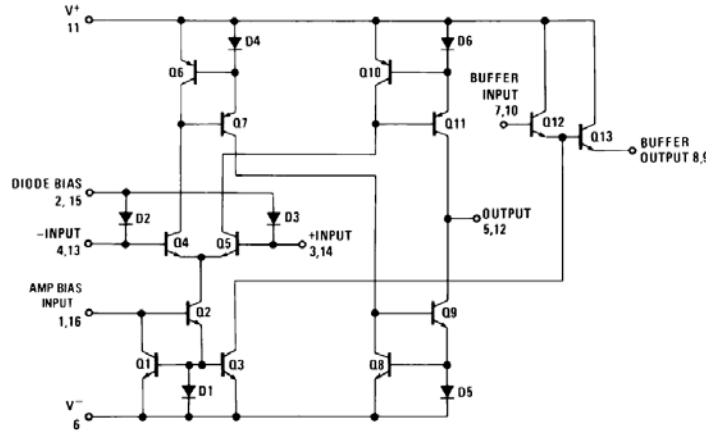 V+
11
D4
D6
Q6
Q10
BUFFER
INPUT
7,10
Q12
Q7
Q11
Q13
BUFFER
OUTPUT 8,9
DIODE BIAS
2, 15
D2
D3
–INPUT
4,13
Q4
Q5
+INPUT
3,14
OUTPUT
5,12
AMP BIAS
INPUT
1,16
Q2
Q9
Q1
Q3
Q8
D1
D5
V–
6